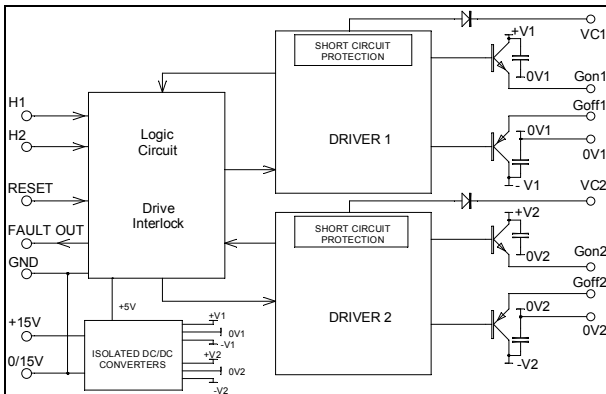 SHORT CIRCUIT
PROTECTION
+V1
VC1
0V1
Gon1
H1
H2
Logic
Circuit
DRIVER 1
Goff1
0V1
0V1
- V1
RESET
Drive
Interlock
FAULT OUT
GND
VC2
SHORT CIRCUIT
PROTECTION
+V2
0V2
Gon2
+5V
DRIVER 2
Goff2
0V2
0V2
-V2
+15V
0/15V
ISOLATED DC/DC
CONVERTERS
+V1
0V1
-V1
+V2
0V2
-V2